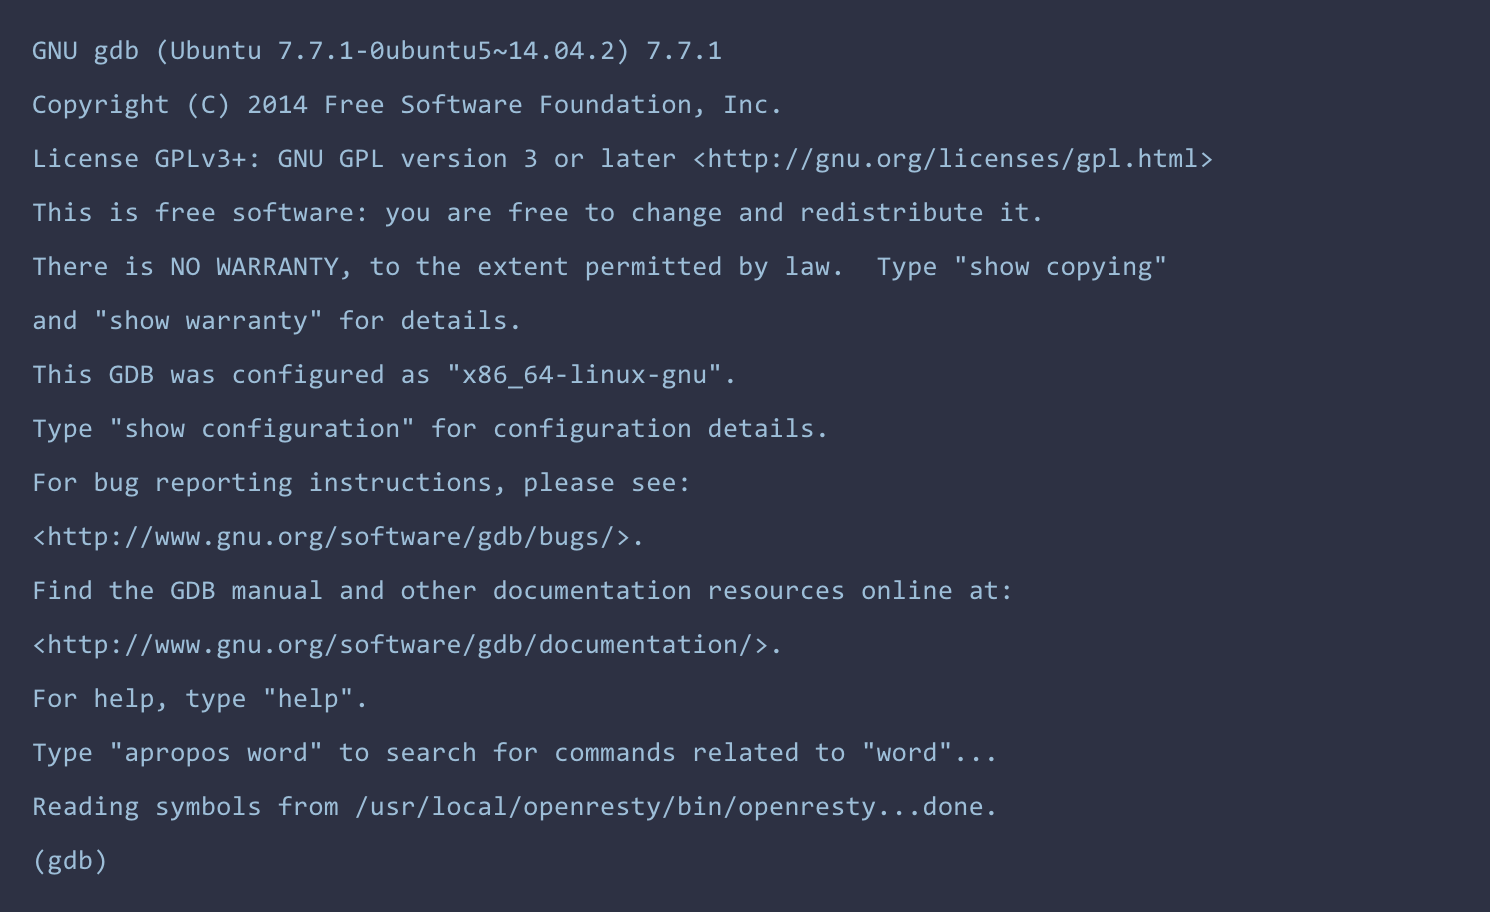 GNU gdb (Ubuntu 7.7.1-0ubuntu5~14.04.2) 7.7.1
Copyright (C) 2014 Free Software Foundation, Inc.
License GPLv3+: GNU GPL version 3 or later <http://gnu.org/licenses/gpl.html>
This is free software: you are free to change and redistribute it.
There is NO WARRANTY, to the extent permitted by law.  Type "show copying"
and "show warranty" for details.
This GDB was configured as "x86_64-linux-gnu".
Type "show configuration" for configuration details.
For bug reporting instructions, please see:
<http://www.gnu.org/software/gdb/bugs/>.
Find the GDB manual and other documentation resources online at:
<http://www.gnu.org/software/gdb/documentation/>.
For help, type "help".
Type "apropos word" to search for commands related to "word"...
Reading symbols from /usr/local/openresty/bin/openresty...done.
(gdb)